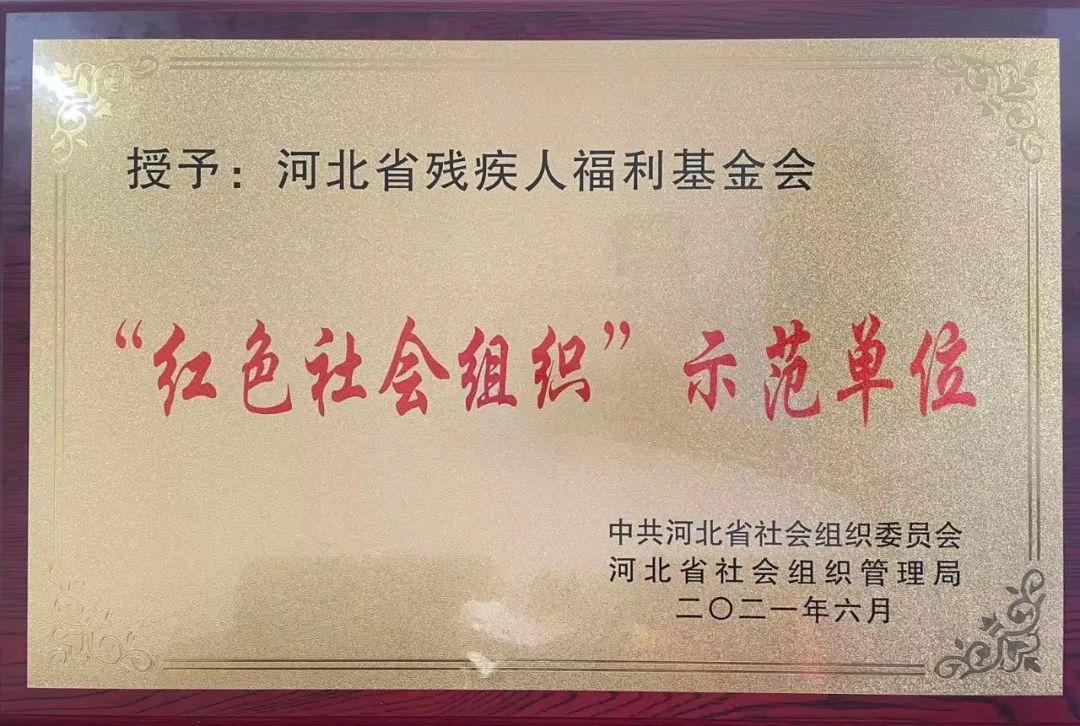 授予：河北省残疾人福利基金会
“红色社会组织”示范单位
中共河北省社会组织委员会
河北省社会组织管理局
二〇二一年六月